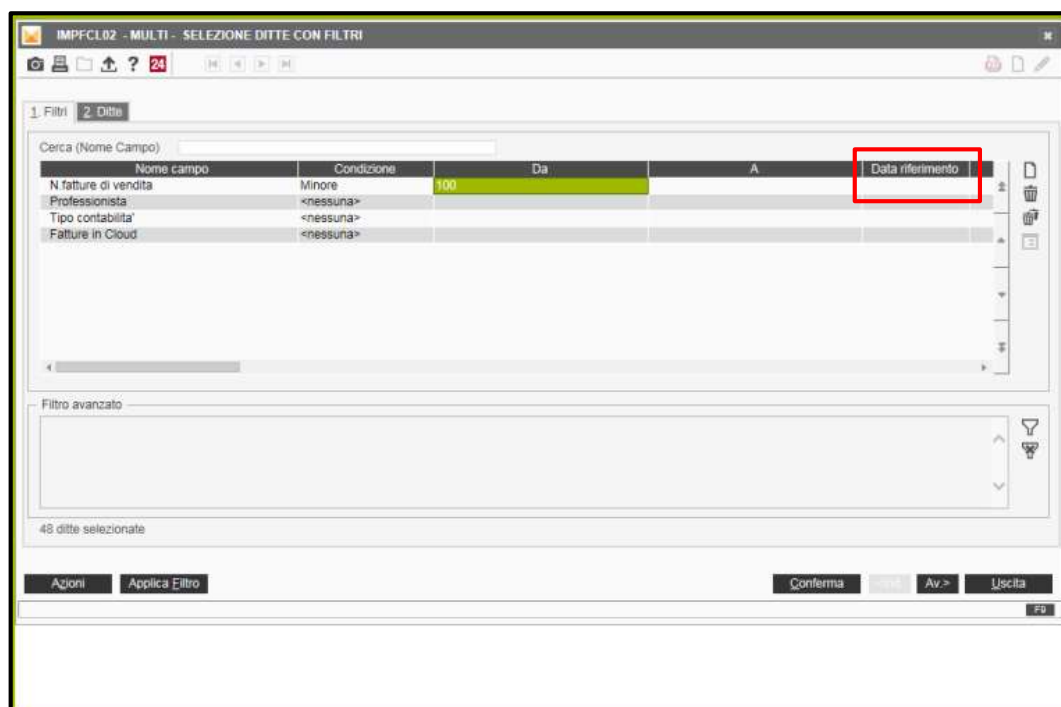 IMPFCL02 - MULTI - SELEZIONE DITTE CON FILTRI
? 24
1. Filtri 2. Ditte
Cerca (Nome Campo)
Nome campo Condizione Da A Data riferimento
N.fatture di vendita Minore 100
Professionista <nessuna>
Tipo contabilita' <nessuna>
Fatture in Cloud <nessuna>
Filtro avanzato
48 ditte selezionate
Azioni Applica Filtro Conferma Av.> Uscita
F9